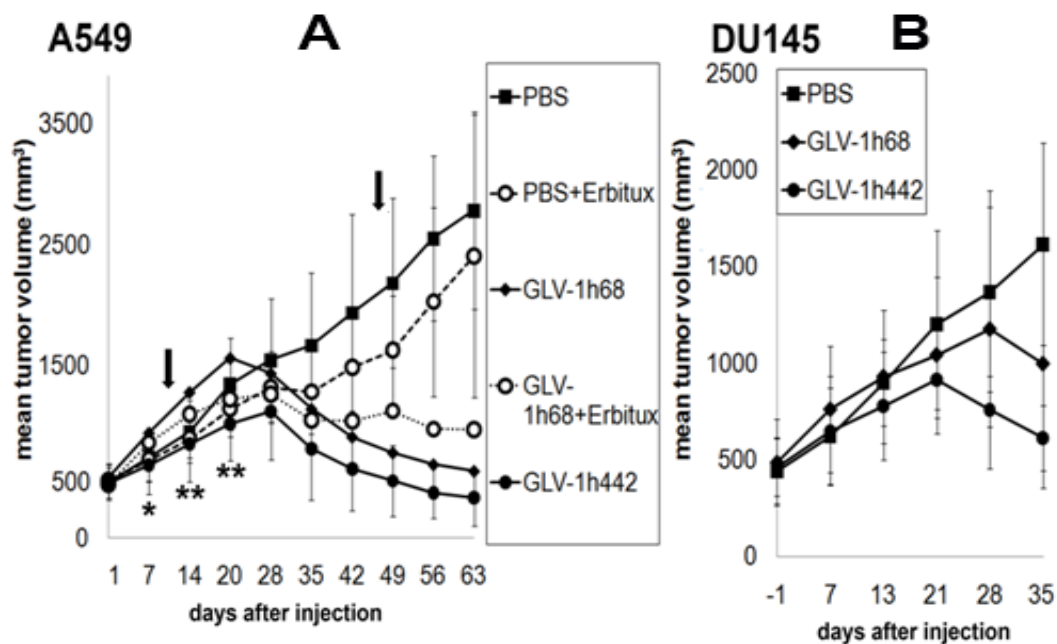 A549
A
mean tumor volume (mm³)
3500
2500
1500
500
0
*
**
**
1 7 14 20 28 35 42 49 56 63
days after injection
PBS
PBS+Erbitux
GLV-1h68
GLV-
1h68+Erbitux
GLV-1h442
DU145
B
mean tumor volume (mm³)
2500
2000
1500
1000
500
0
PBS
GLV-1h68
GLV-1h442
-1 7 13 21 28 35
days after injection